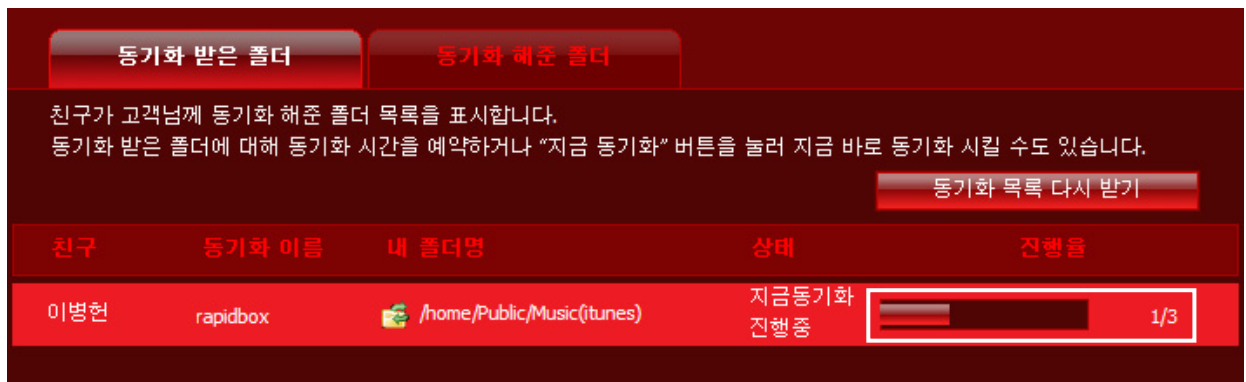 동기화 받은 폴더
동기화 해준 폴더
친구가 고객님께 동기화 해준 폴더 목록을 표시합니다.
동기화 받은 폴더에 대해 동기화 시간을 예약하거나 “지금 동기화” 버튼을 눌러 지금 바로 동기화 시킬 수도 있습니다.
동기화 목록 다시 받기
친구 동기화 이름 내 폴더명 상태 진행율
이병헌 rapidbox /home/Public/Music(itunes) 지금동기화 1/3
진행중